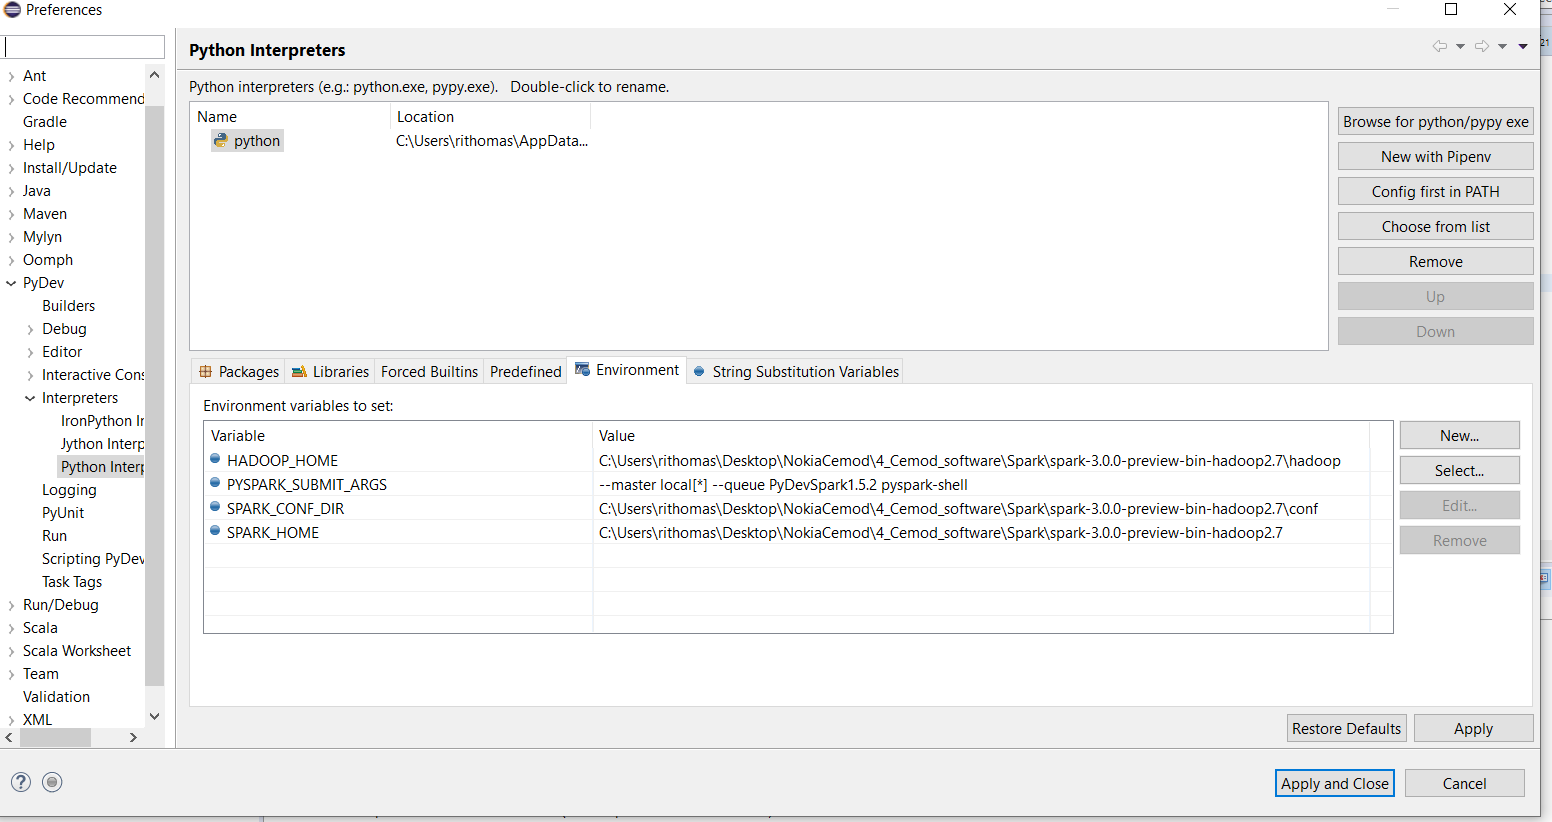 Preferences
Ant
Code Recommend
Gradle
Help
Install/Update
Java
Maven
Mylyn
Oomph
PyDev
Builders
Debug
Editor
Interactive Cons
Interpreters
IronPython Ir
Jython Interp
Python Interp
Logging
PyUnit
Run
Scripting PyDev
Task Tags
Run/Debug
Scala
Scala Worksheet
Team
Validation
XML
Python Interpreters
Python interpreters (e.g.: python.exe, pypy.exe). Double-click to rename.
Name Location
python C:\Users\rithomas\AppData...
Browse for python/pypy exe
New with Pipenv
Config first in PATH
Choose from list
Remove
Up
Down
Packages Libraries Forced Builtins Predefined Environment String Substitution Variables
Environment variables to set:
Variable Value
HADOOP_HOME C:\Users\rithomas\Desktop\NokiaCemod\4_Cemod_software\Spark\spark-3.0.0-preview-bin-hadoop2.7\hadoop
PYSPARK_SUBMIT_ARGS --master local[*] --queue PyDevSpark1.5.2 pyspark-shell
SPARK_CONF_DIR C:\Users\rithomas\Desktop\NokiaCemod\4_Cemod_software\Spark\spark-3.0.0-preview-bin-hadoop2.7\conf
SPARK_HOME C:\Users\rithomas\Desktop\NokiaCemod\4_Cemod_software\Spark\spark-3.0.0-preview-bin-hadoop2.7
New...
Select...
Edit...
Remove
Restore Defaults Apply
Apply and Close Cancel
21